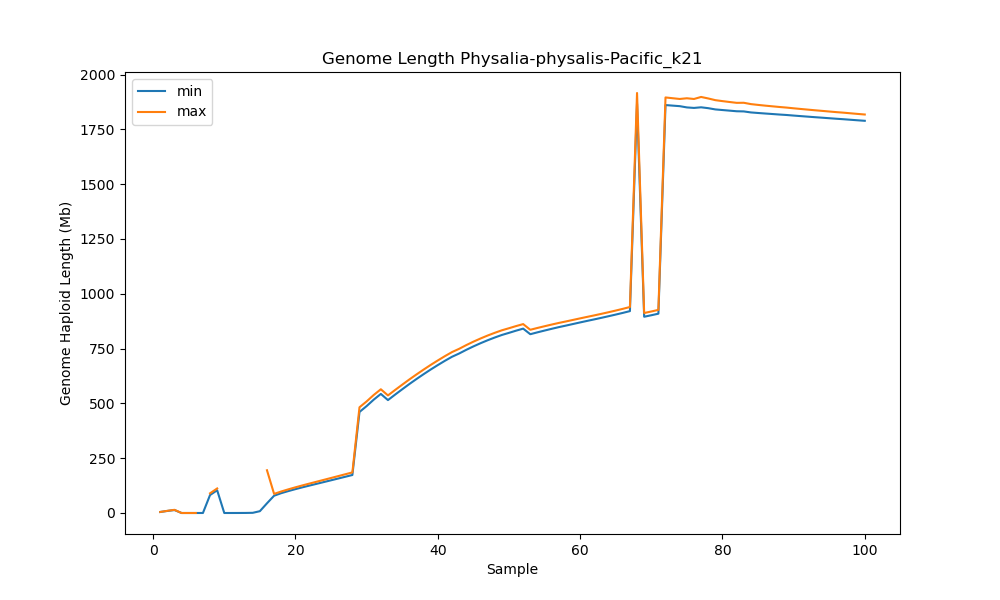 Genome Length Physalia-physalis-Pacific_k21
min
max
Genome Haploid Length (Mb)
2000
1750
1500
1250
1000
750
500
250
0
0 20 40 60 80 100
Sample